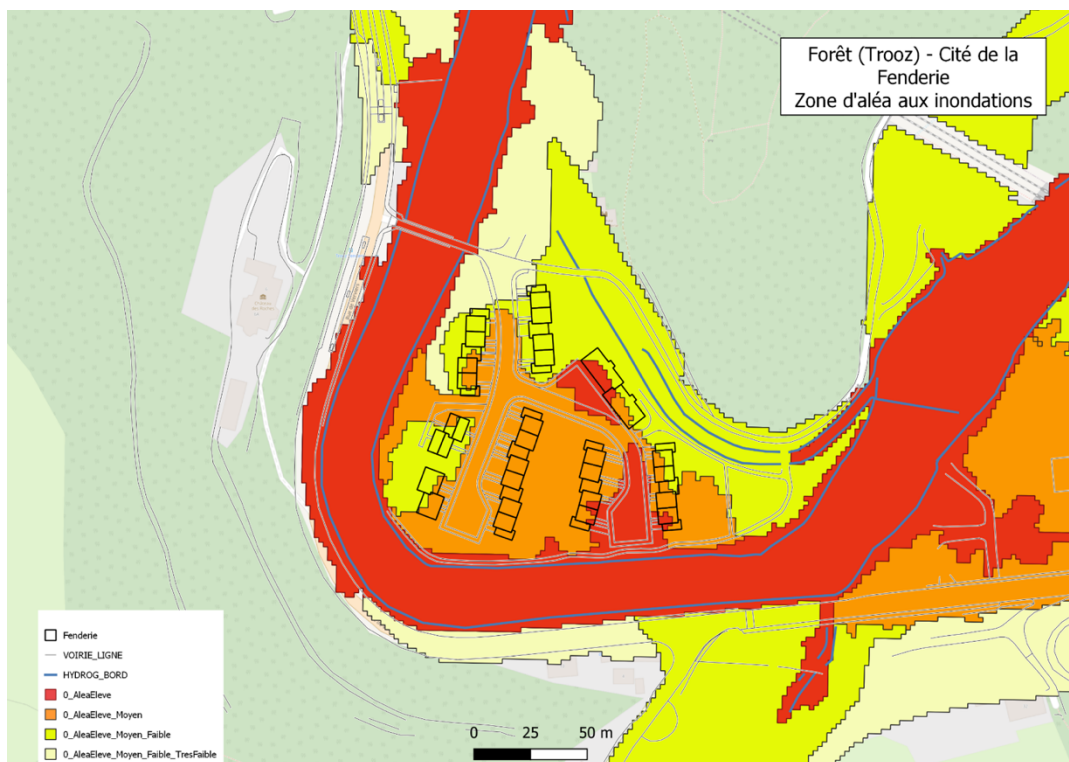 Forêt (Trooz) - Cité de la
Fenderie
Zone d'aléa aux inondations
Fenderie
VOIRIE_LIGNE
HYDROG_BORD
0_AleaEleve
0_AleaEleve_Moyen
0_AleaEleve_Moyen_Faible
0_AleaEleve_Moyen_Faible_TresFaible
0 25 50 m